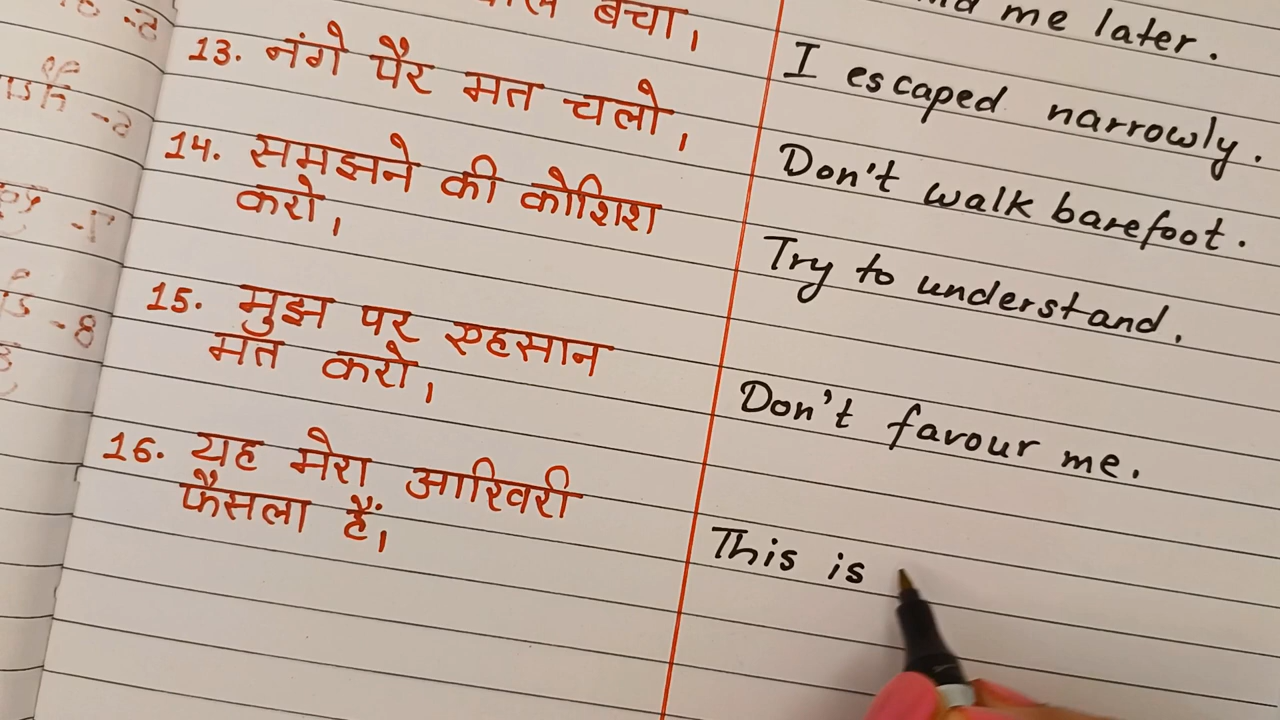 बचा।
me later.
13. नंगे पैर मत चलो।
I escaped narrowly.
14. समझने की कोशिश
करो।
Don't walk barefoot.
Try to understand.
15. मुझ पर एहसान
मत करो।
Don't favour me.
16. यह मेरा आखिरी
फैसला हैं।
This is